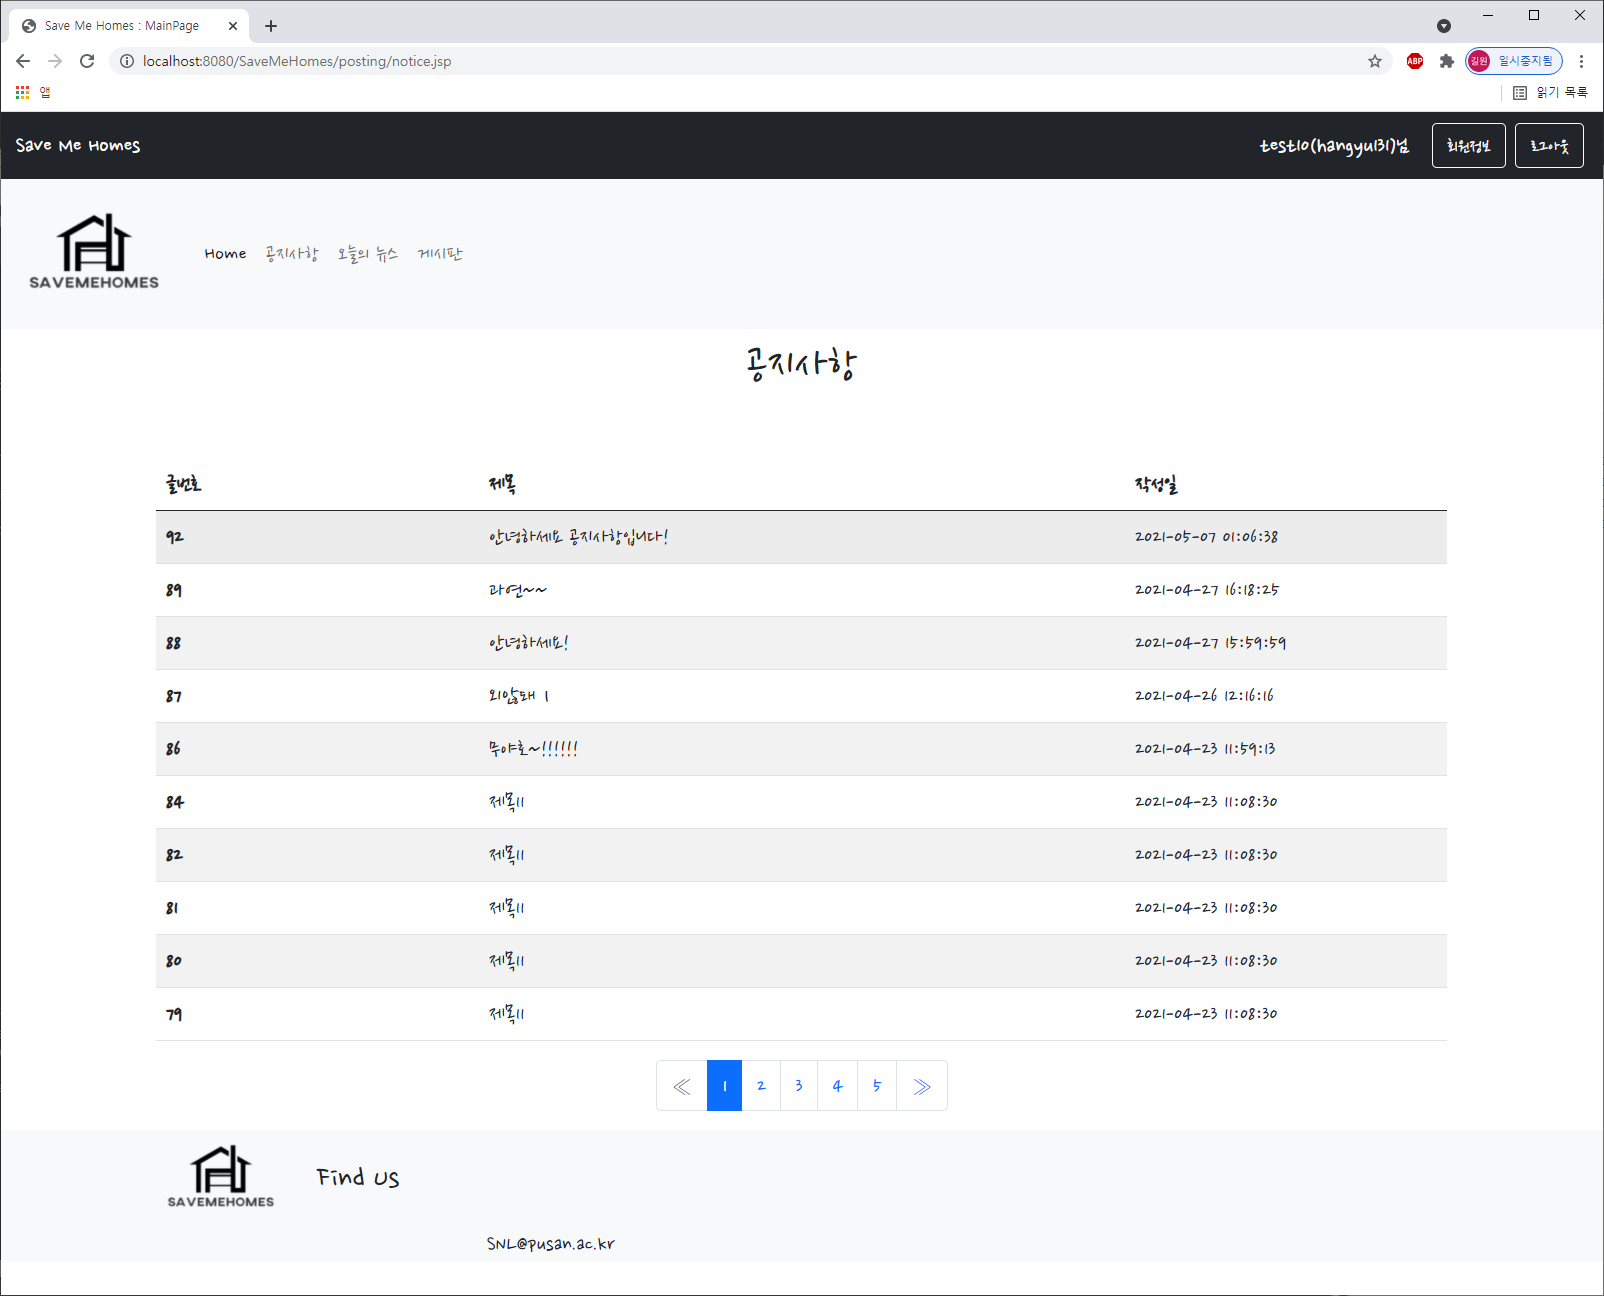 Save Me Homes : MainPage
localhost:8080/SaveMeHomes/posting/notice.jsp
ABP
길원
일시중지됨
앱
읽기 목록
Save Me Homes
test10(hangyu131)님
회원정보
로그아웃
SAVEMEHOMES
Home 공지사항 오늘의 뉴스 게시판
공지사항
글번호 제목 작성일
92 안녕하세요 공지사항입니다! 2021-05-07 01:06:38
89 과연~~ 2021-04-27 16:18:25
88 안녕하세요! 2021-04-27 15:59:59
87 외않돼 1 2021-04-26 12:16:16
86 무야호~!!!!!! 2021-04-23 11:59:13
84 제목11 2021-04-23 11:08:30
82 제목11 2021-04-23 11:08:30
81 제목11 2021-04-23 11:08:30
80 제목11 2021-04-23 11:08:30
79 제목11 2021-04-23 11:08:30
≪ 1 2 3 4 5 ≫
SAVEMEHOMES
Find Us
SNL@pusan.ac.kr